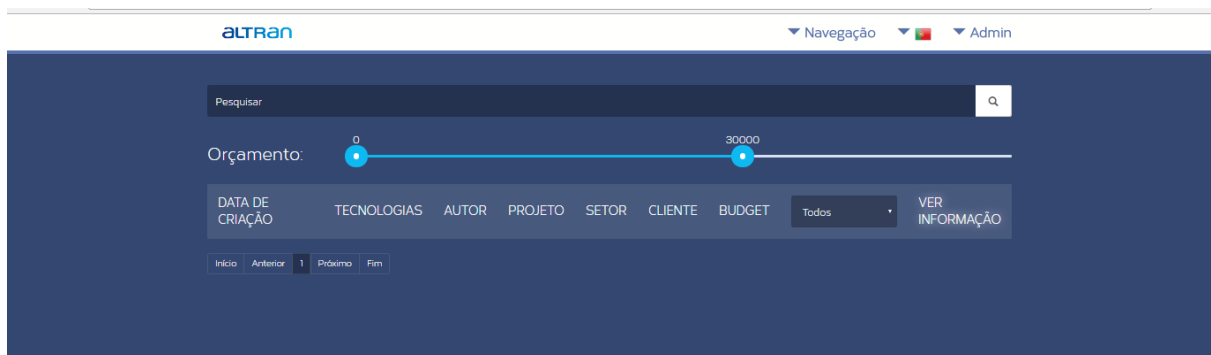 altran
Navegação
Admin
Pesquisar
Orçamento:
0
30000
DATA DE
CRIAÇÃO
TECNOLOGIAS
AUTOR
PROJETO
SETOR
CLIENTE
BUDGET
Todos
VER
INFORMAÇÃO
Início
Anterior
1
Próximo
Fim